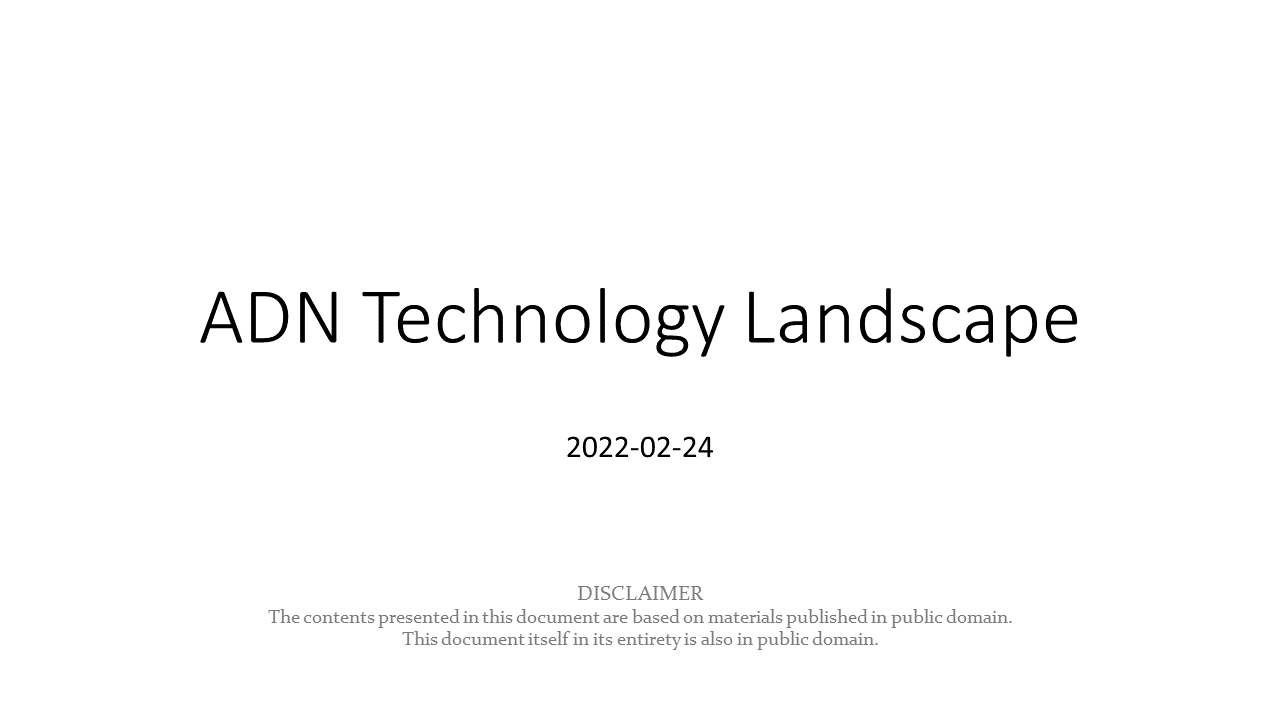 ADN Technology Landscape
2022-02-24
DISCLAIMER
The contents presented in this document are based on materials published in public domain.
This document itself in its entirety is also in public domain.